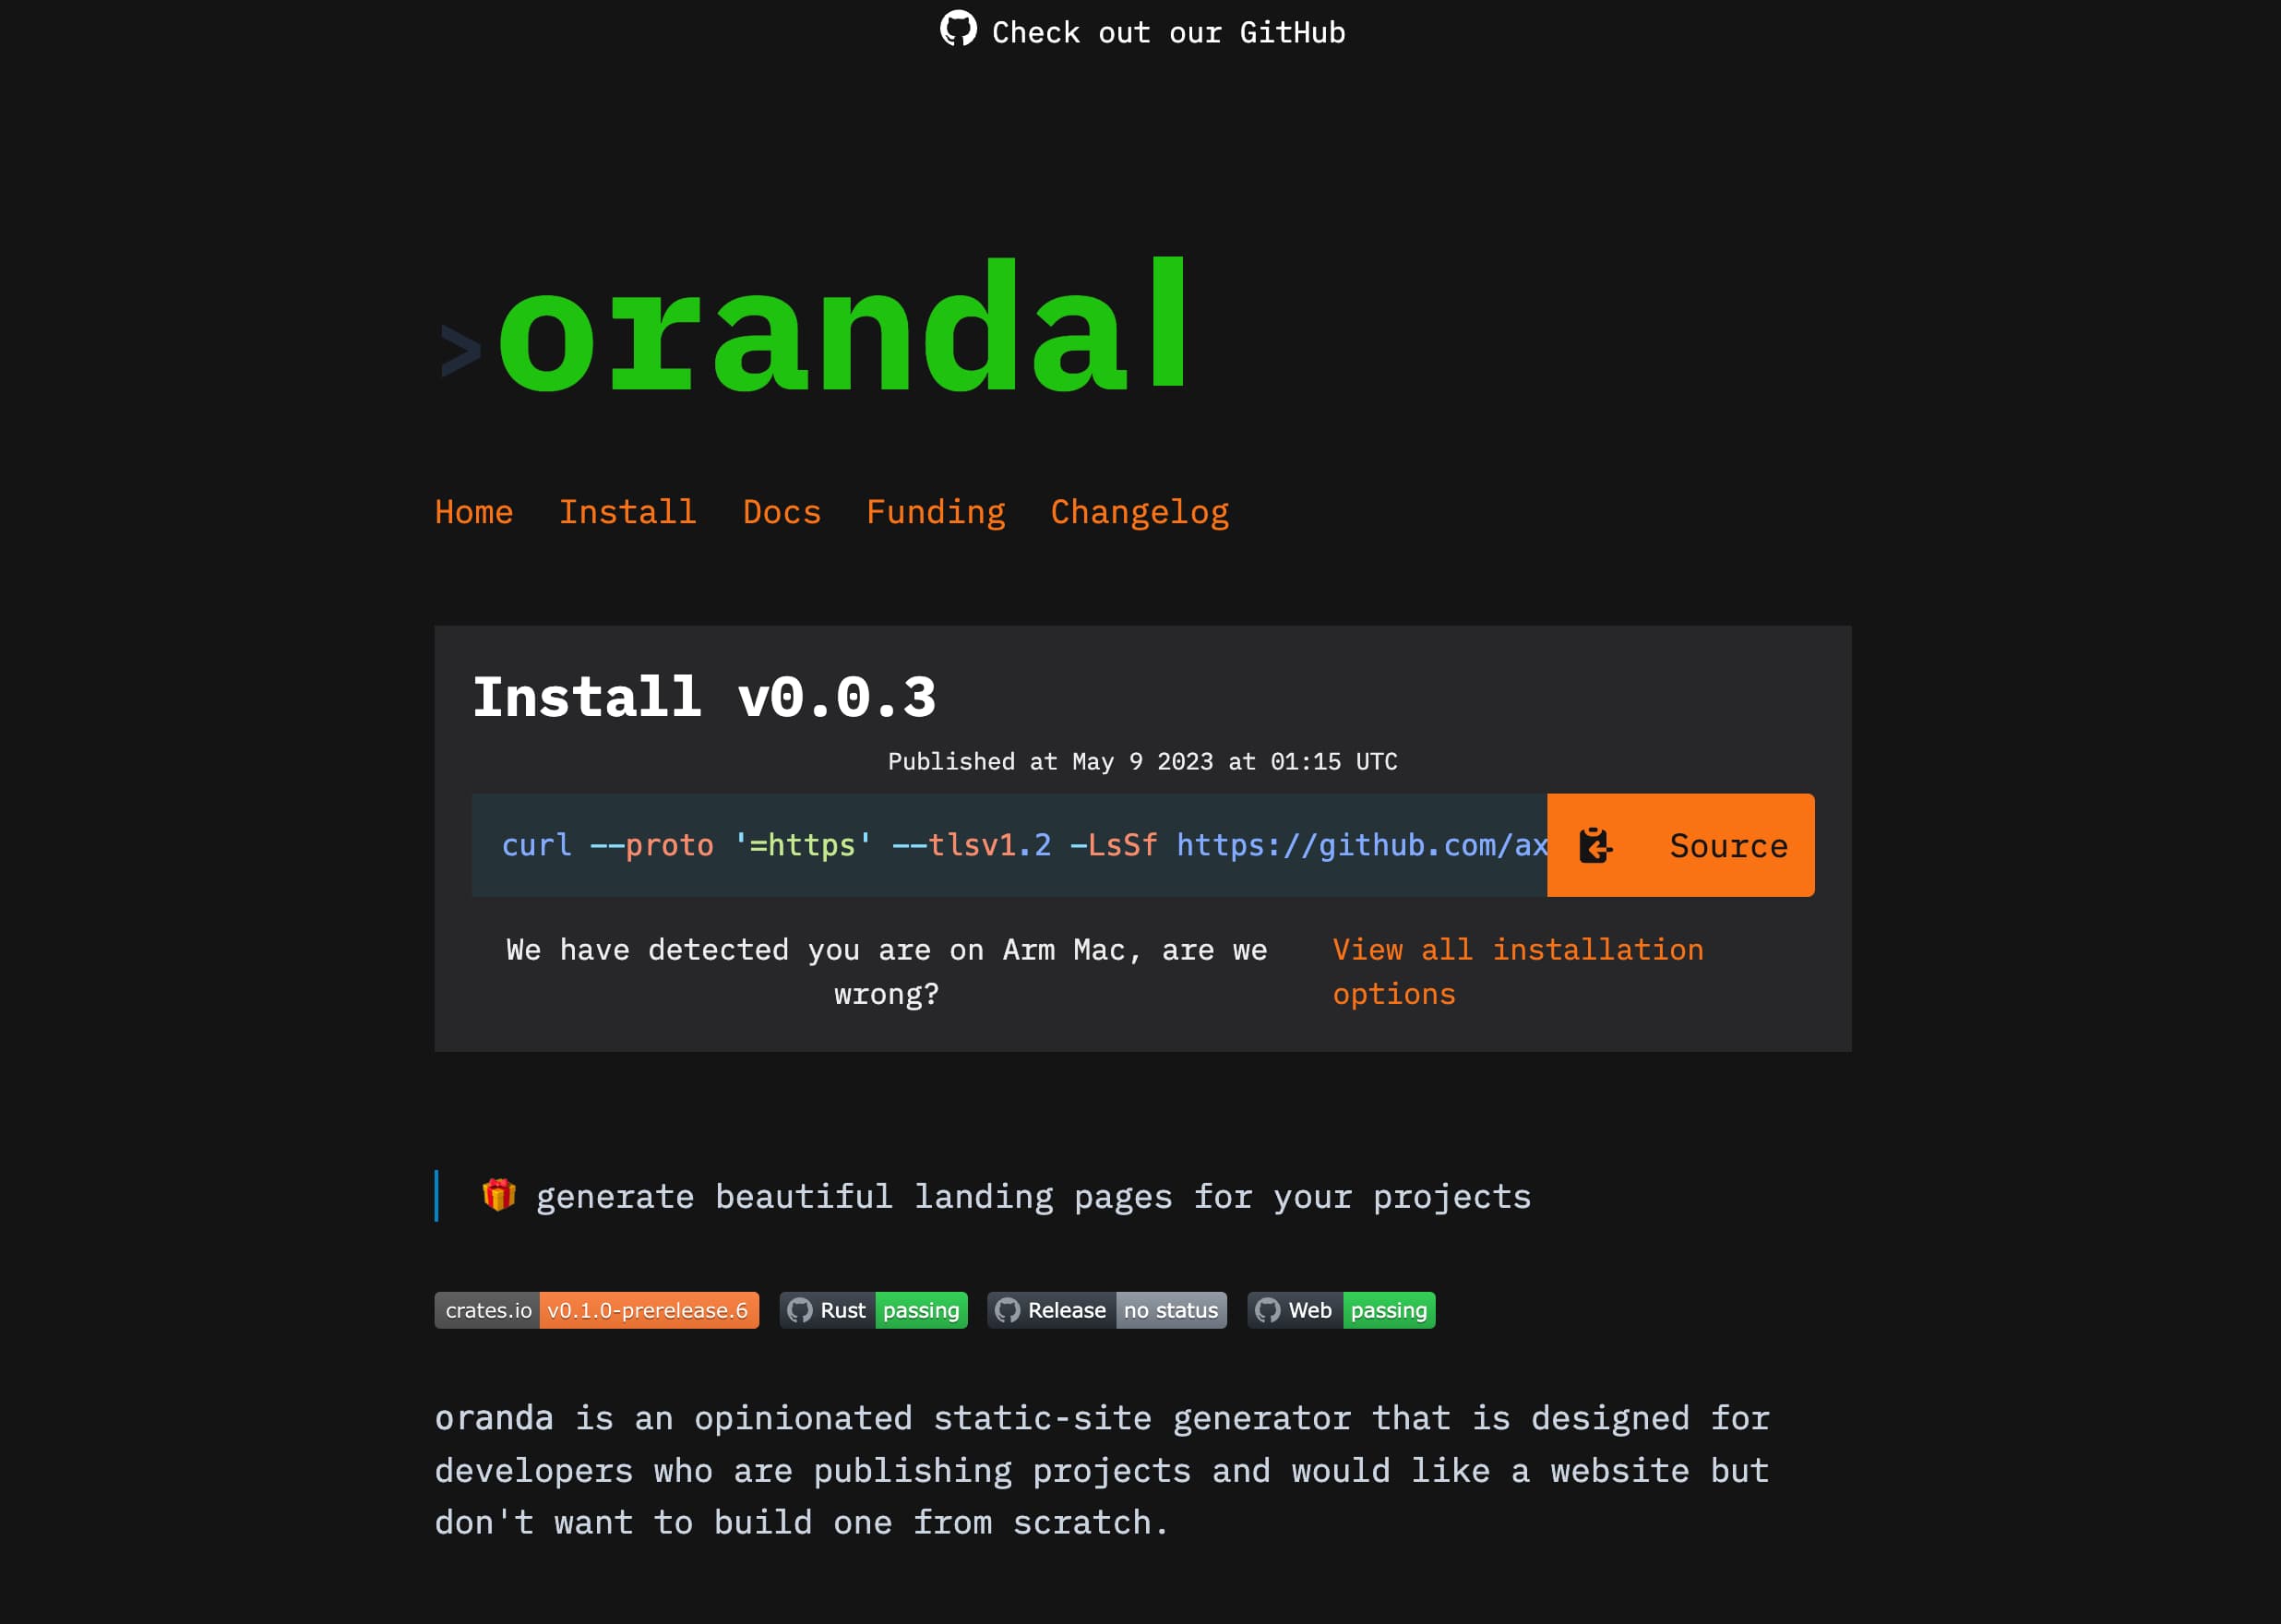 Check out our GitHub
>orandal
Home Install Docs Funding Changelog
Install v0.0.3
Published at May 9 2023 at 01:15 UTC
curl --proto '=https' --tlsv1.2 -LsSf https://github.com/ax
Source
We have detected you are on Arm Mac, are we
wrong?
View all installation
options
🎁 generate beautiful landing pages for your projects
crates.io v0.1.0-prerelease.6 Rust passing Release no status Web passing
oranda is an opinionated static-site generator that is designed for
developers who are publishing projects and would like a website but
don't want to build one from scratch.